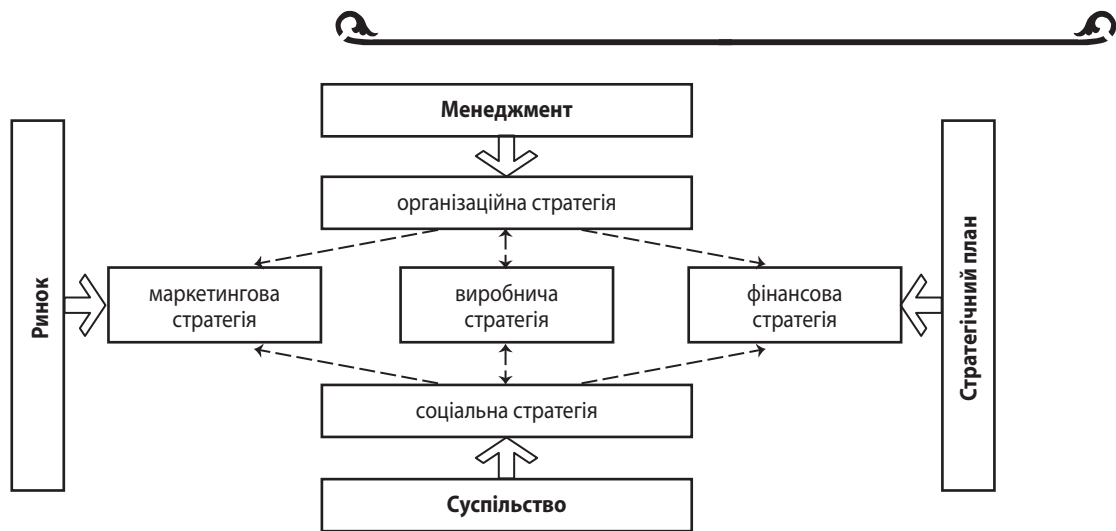 Менеджмент
організаційна стратегія
Ринок
маркетингова
стратегія
виробнича
стратегія
фінансова
стратегія
Стратегічний план
соціальна стратегія
Суспільство